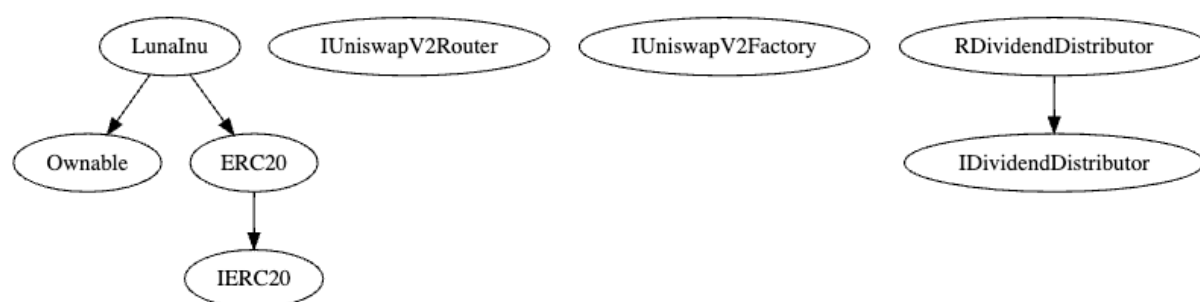 LunaInu
IUniswapV2Router
IUniswapV2Factory
RDividendDistributor
Ownable
ERC20
IDividendDistributor
IERC20